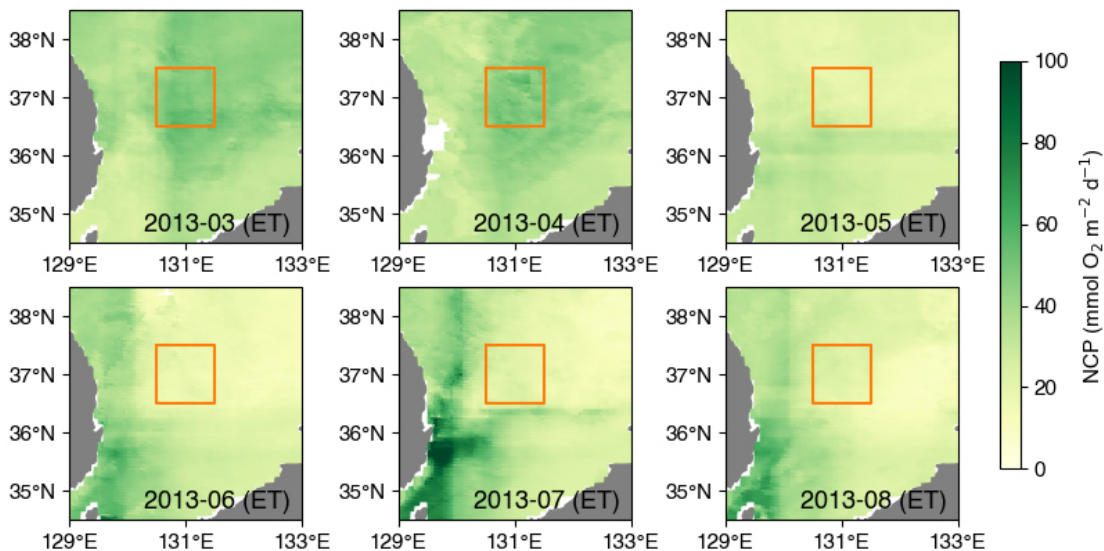 38°N
37°N
36°N
35°N
129°E 131°E 133°E
2013-03 (ET)
38°N
37°N
36°N
35°N
129°E 131°E 133°E
2013-04 (ET)
38°N
37°N
36°N
35°N
129°E 131°E 133°E
2013-05 (ET)
38°N
37°N
36°N
35°N
129°E 131°E 133°E
2013-06 (ET)
38°N
37°N
36°N
35°N
129°E 131°E 133°E
2013-07 (ET)
38°N
37°N
36°N
35°N
129°E 131°E 133°E
2013-08 (ET)
100
80
60
40
20
0
NCP (mmol O₂ m⁻² d⁻¹)